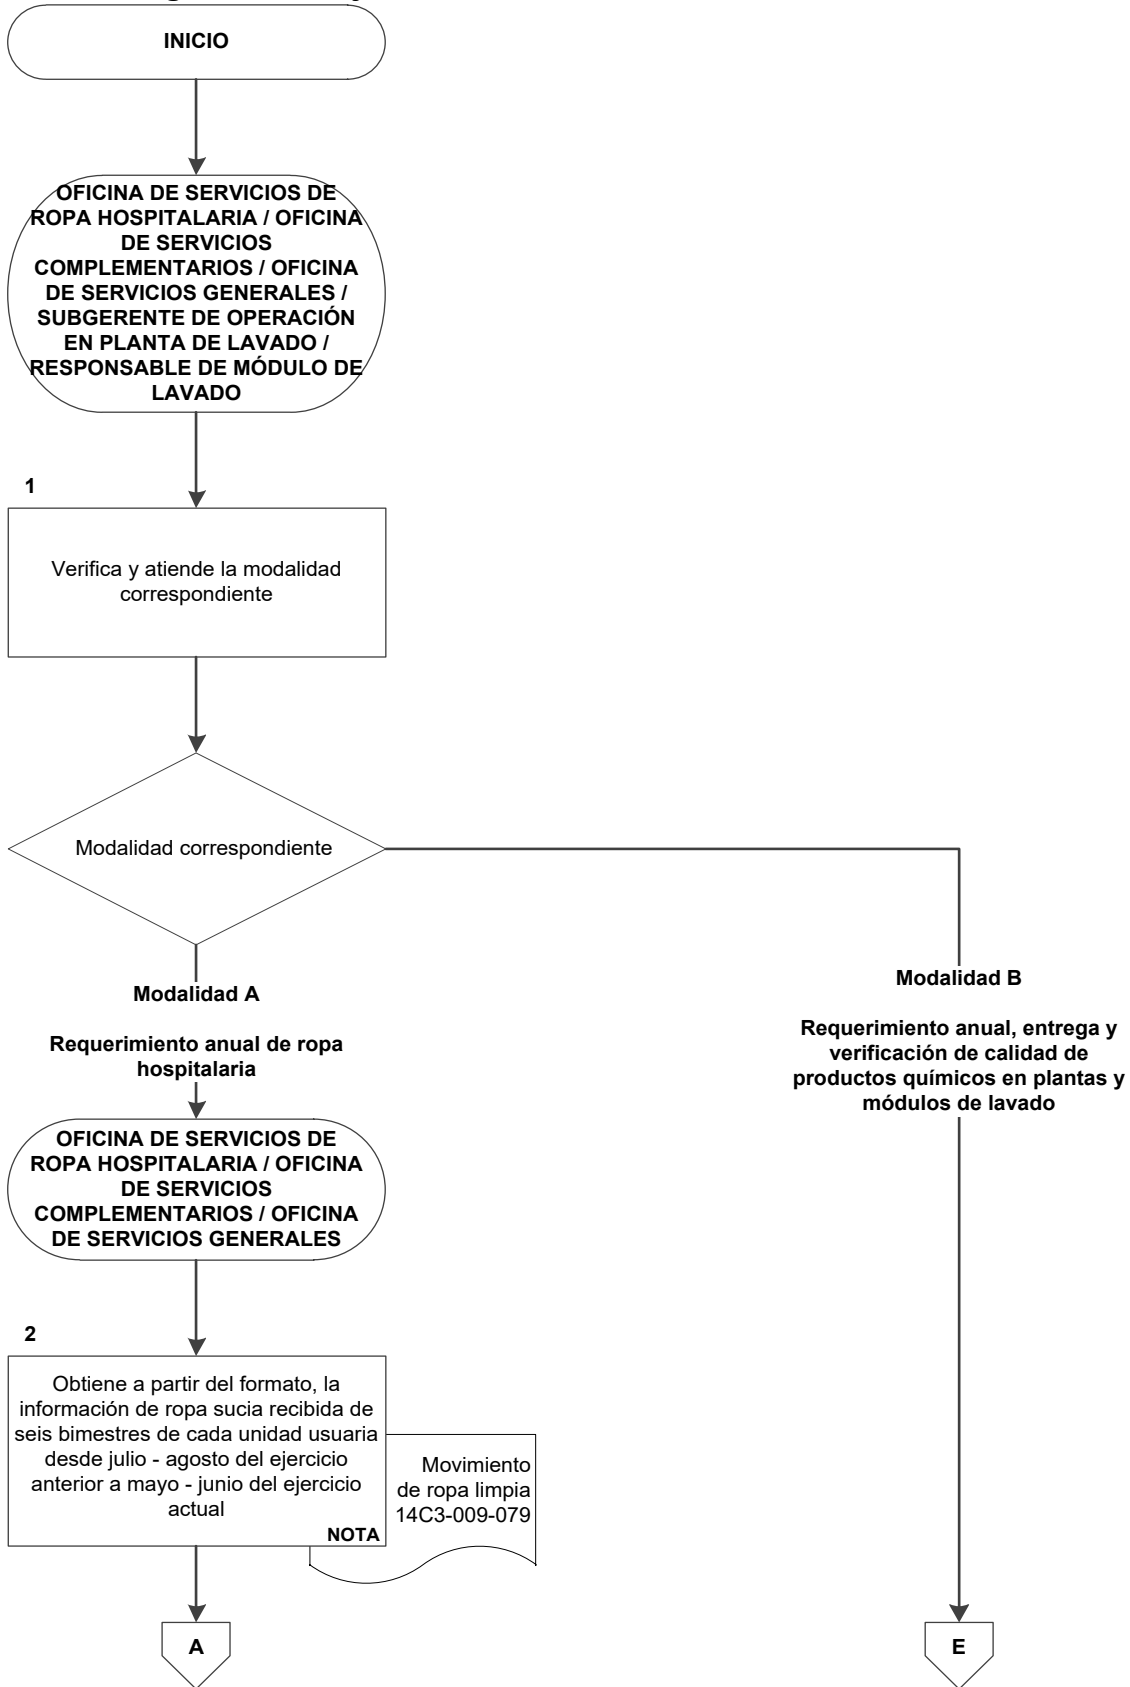 INICIO
OFICINA DE SERVICIOS DE
ROPA HOSPITALARIA / OFICINA
DE SERVICIOS
COMPLEMENTARIOS / OFICINA
DE SERVICIOS GENERALES /
SUBGERENTE DE OPERACIÓN
EN PLANTA DE LAVADO /
RESPONSABLE DE MÓDULO DE
LAVADO
1
Verifica y atiende la modalidad
correspondiente
Modalidad correspondiente
Modalidad A
Requerimiento anual de ropa
hospitalaria
Modalidad B
Requerimiento anual, entrega y
verificación de calidad de
productos químicos en plantas y
módulos de lavado
OFICINA DE SERVICIOS DE
ROPA HOSPITALARIA / OFICINA
DE SERVICIOS
COMPLEMENTARIOS / OFICINA
DE SERVICIOS GENERALES
2
Obtiene a partir del formato, la
información de ropa sucia recibida de
seis bimestres de cada unidad usuaria
desde julio - agosto del ejercicio
anterior a mayo - junio del ejercicio
actual
NOTA
Movimiento
de ropa limpia
14C3-009-079
A
E